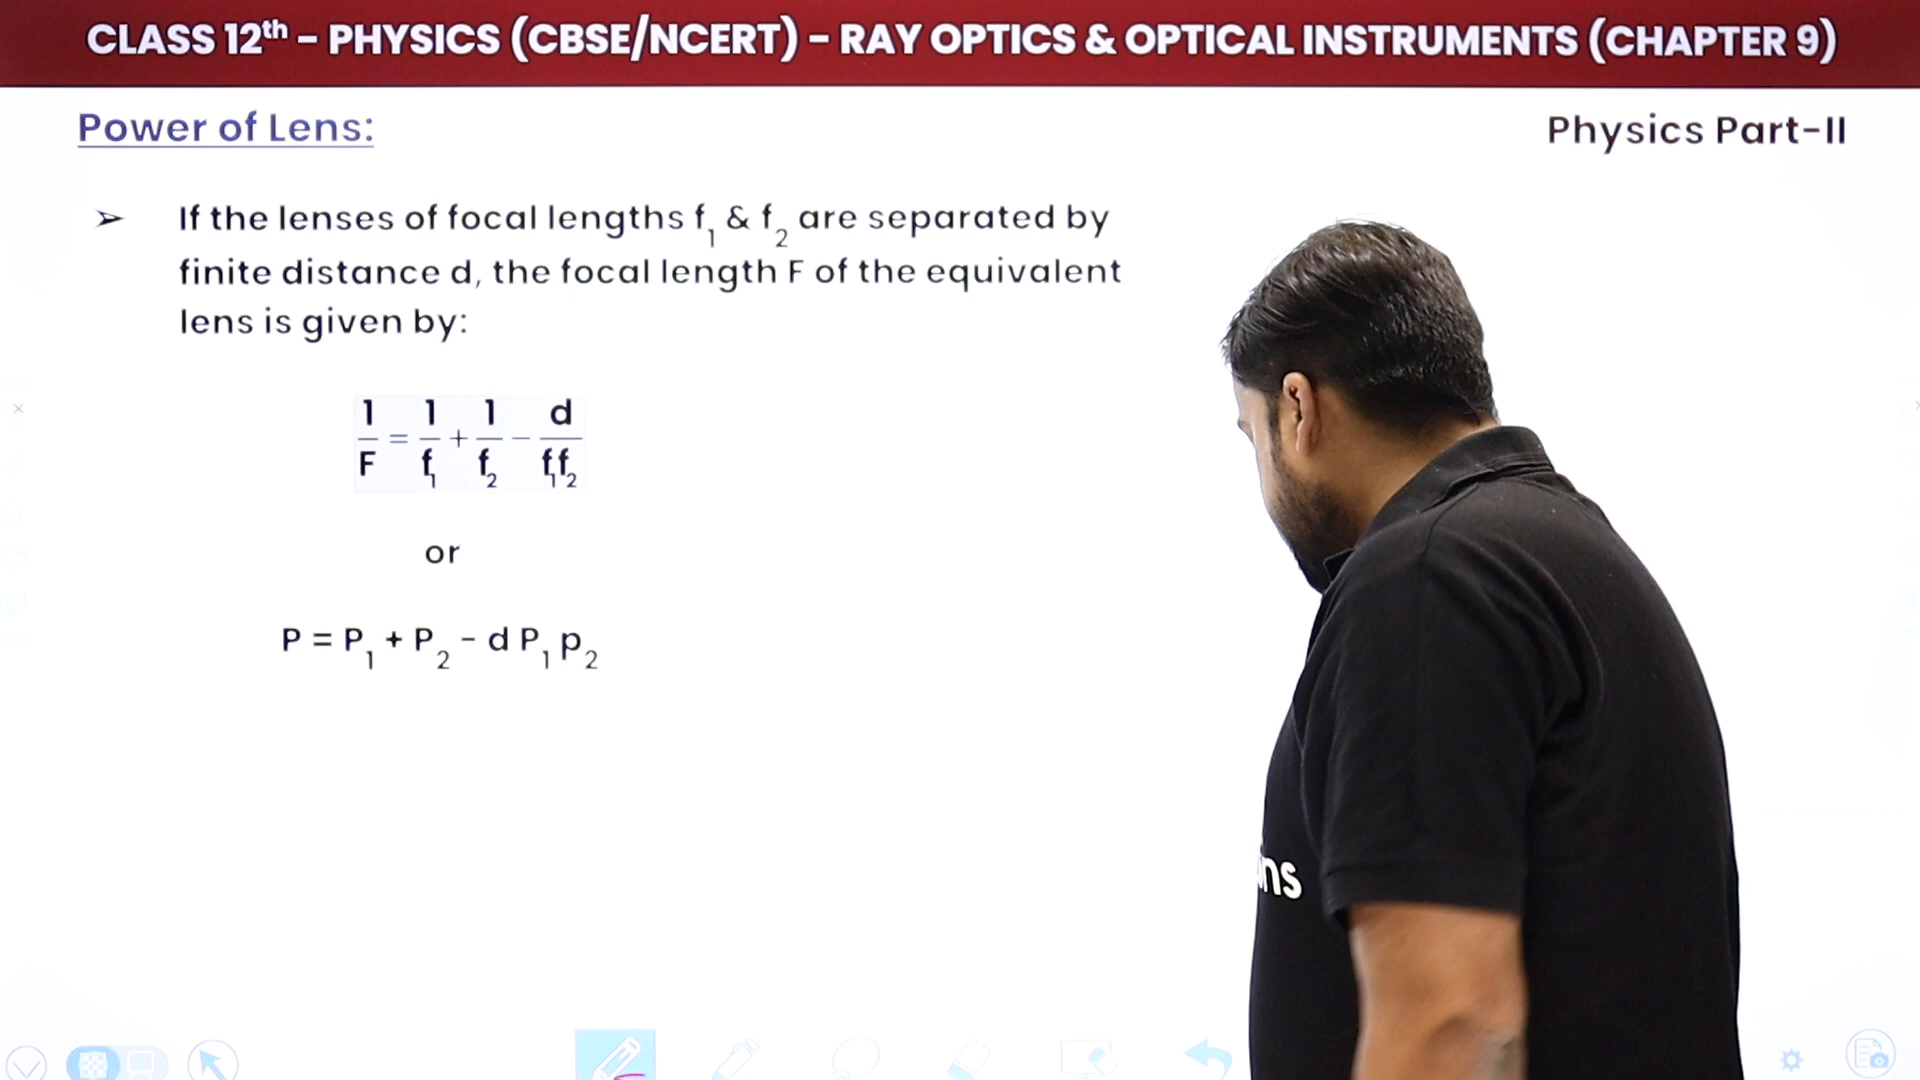 CLASS 12th – PHYSICS (CBSE/NCERT) – RAY OPTICS & OPTICAL INSTRUMENTS (CHAPTER 9)
Power of Lens:
Physics Part-II
➢ If the lenses of focal lengths f₁ & f₂ are separated by
finite distance d, the focal length F of the equivalent
lens is given by:
1/F = 1/f₁ + 1/f₂ − d/f₁f₂
or
P = P₁ + P₂ - d P₁ p₂
ns